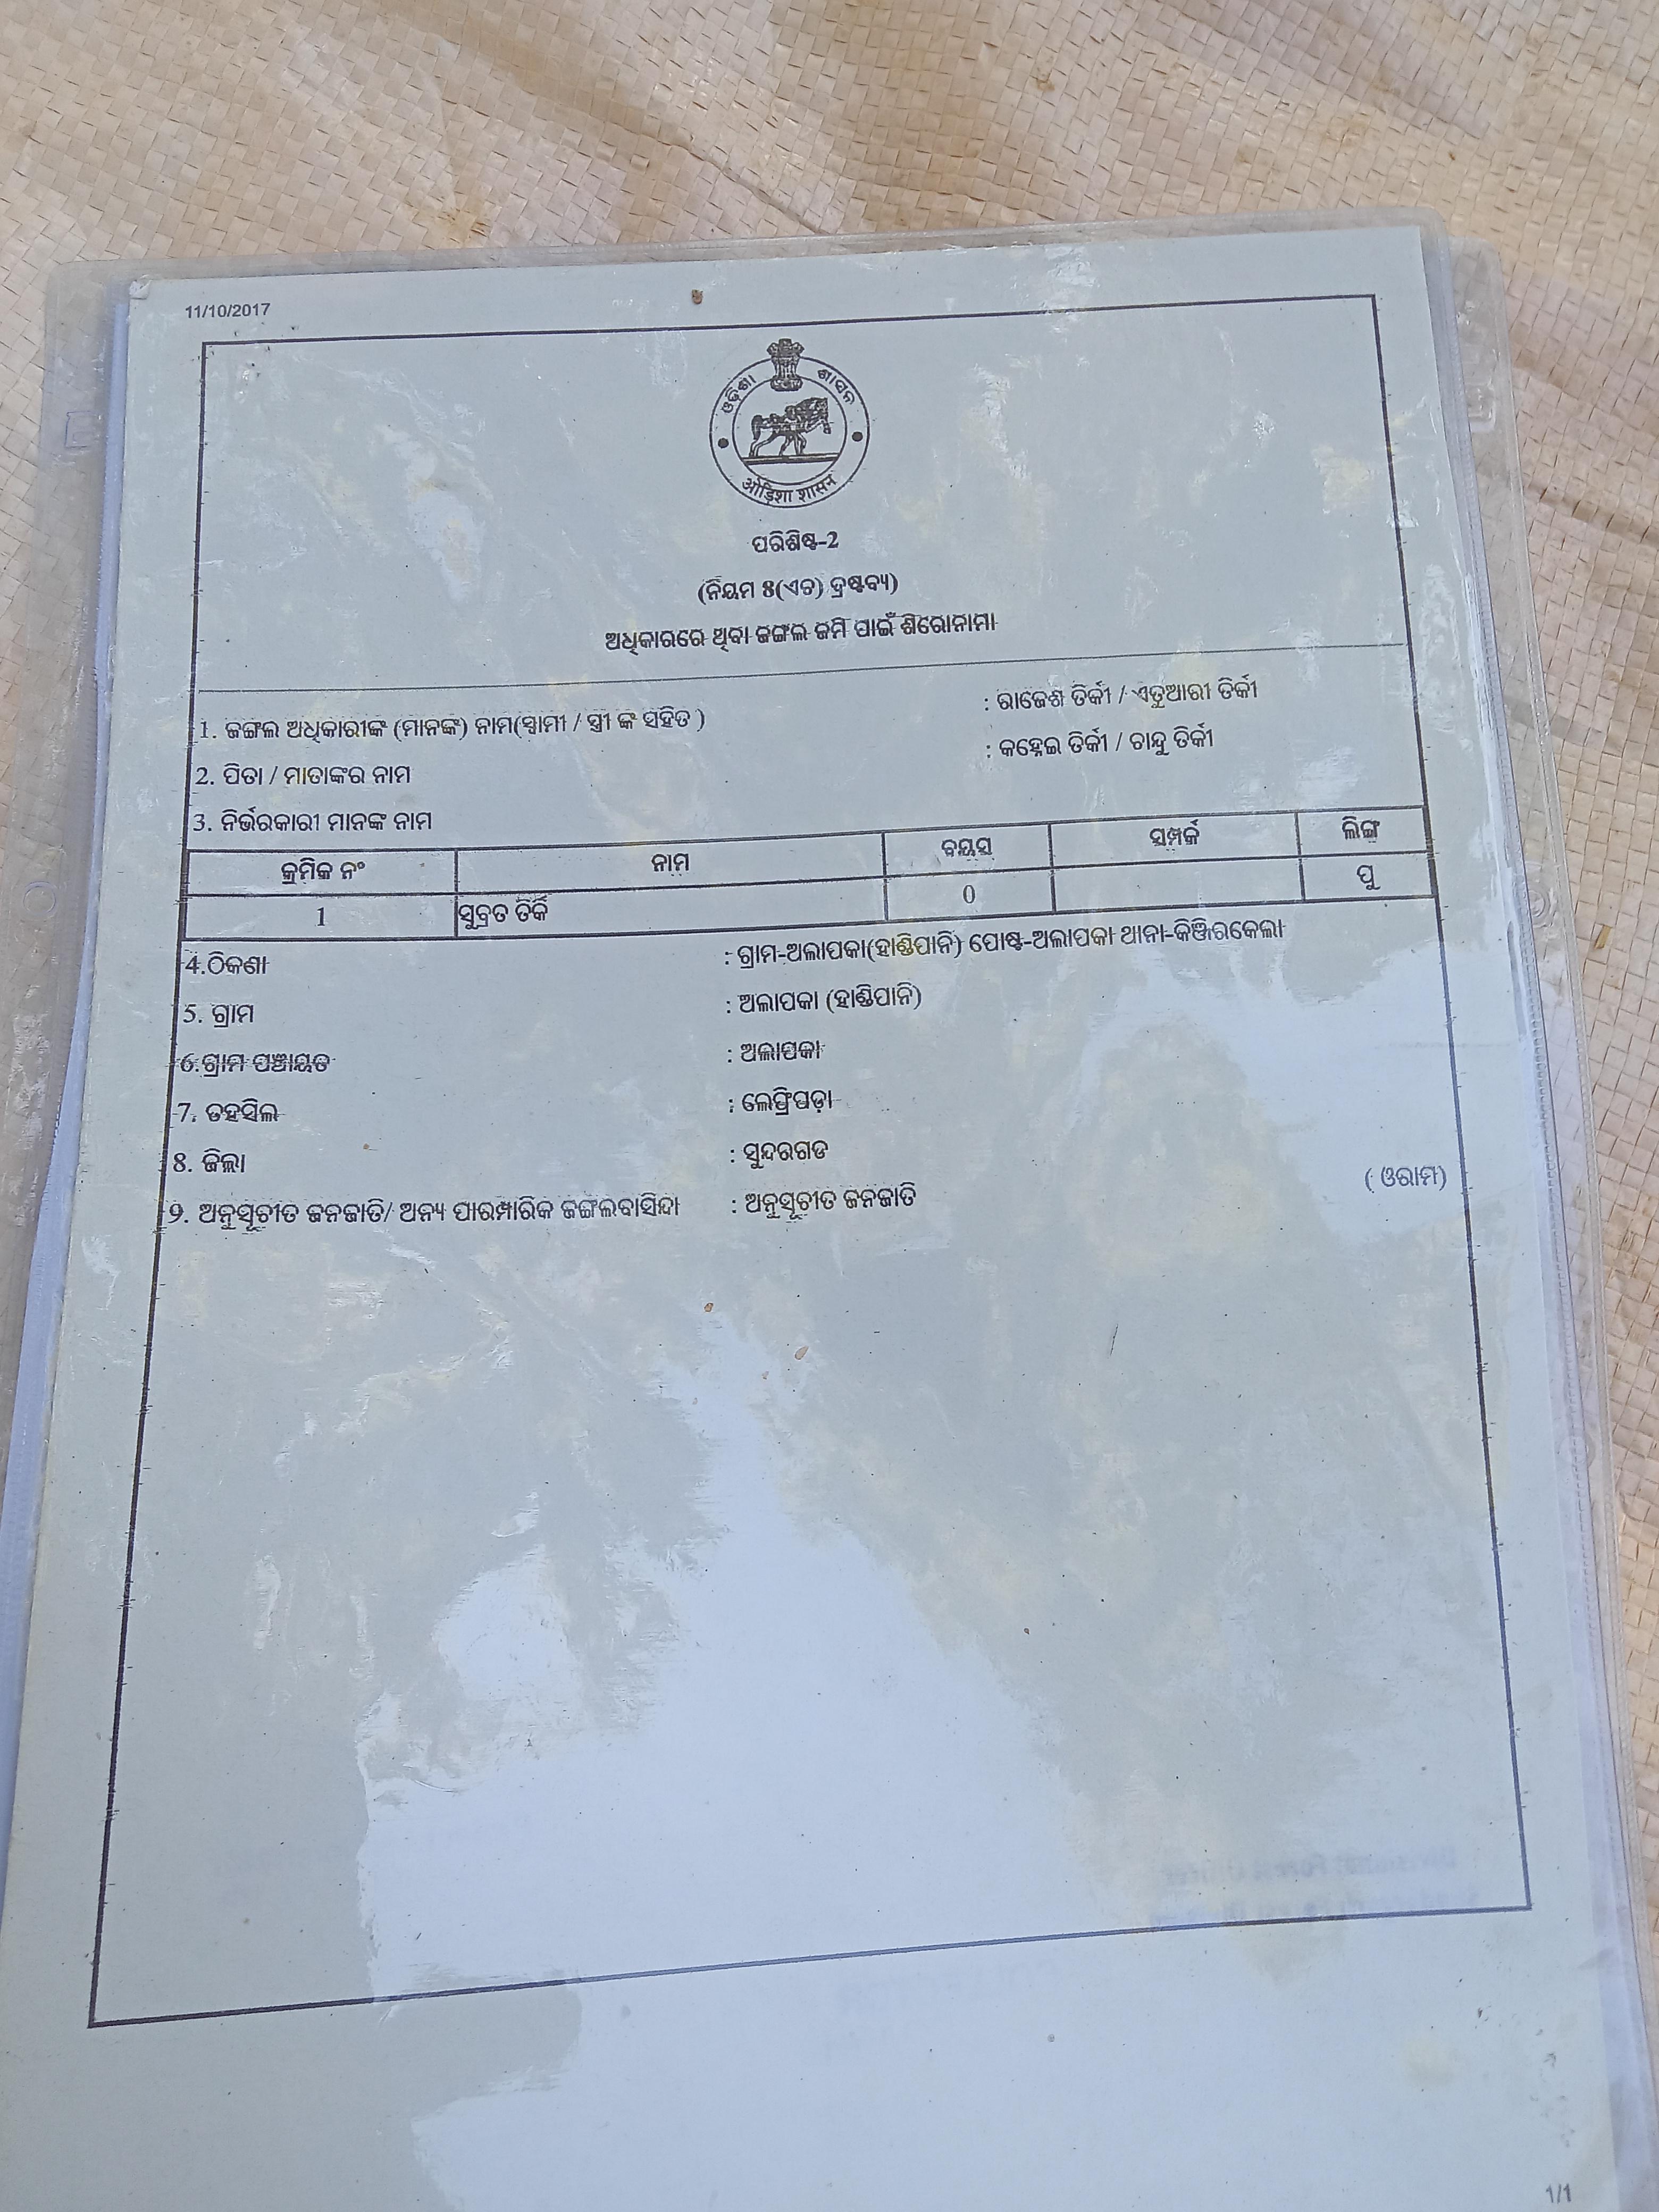 11/10/2017
ଓଡ଼ିଶା ଶାସନ
ओड़िशा शासन
ପରିଶିଷ୍ଟ-2
(ନିୟମ ୫(ଏଚ) ଦ୍ରଷ୍ଟବ୍ୟ)
ଅଧିକାରରେ ଥିବା ଜଙ୍ଗଲ ଜମି ପାଇଁ ଶିରୋନାମା
1. ଜଙ୍ଗଲ ଅଧିକାରୀଙ୍କ (ମାନଙ୍କ) ନାମ(ସ୍ଵାମୀ / ସ୍ତ୍ରୀ ଙ୍କ ସହିତ ) : ରାଜେଶ ତିର୍କୀ / ଏତୁଆରୀ ତିର୍କୀ
2. ପିତା / ମାତାଙ୍କର ନାମ : କହ୍ନେଇ ତିର୍କୀ / ଚାନ୍ଦୁ ତିର୍କୀ
3. ନିର୍ଭରକାରୀ ମାନଙ୍କ ନାମ
କ୍ରମିକ ନଂ ନାମ ବୟସ ସମ୍ପର୍କ ଲିଙ୍ଗ
1 ସୁବ୍ରତ ତିର୍କି 0 ପୁ
4.ଠିକଣା : ଗ୍ରାମ-ଅଲାପକା(ହାଣ୍ଡିପାନି) ପୋଷ୍ଟ-ଅଲାପକା ଥାନା-କିଞ୍ଜିରକେଲା
5. ଗ୍ରାମ : ଅଲାପକା (ହାଣ୍ଡିପାନି)
6.ଗ୍ରାମ ପଞ୍ଚାୟତ : ଅଲାପକା
7. ତହସିଲ : ଲେଫ୍ରିପଡ଼ା
8. ଜିଲା : ସୁନ୍ଦରଗଡ
9. ଅନୁସୂଚୀତ ଜନଜାତି/ ଅନ୍ୟ ପାରମ୍ପାରିକ ଜଙ୍ଗଲବାସିନ୍ଦା : ଅନୁସୂଚୀତ ଜନଜାତି ( ଓରାମ)
1/1